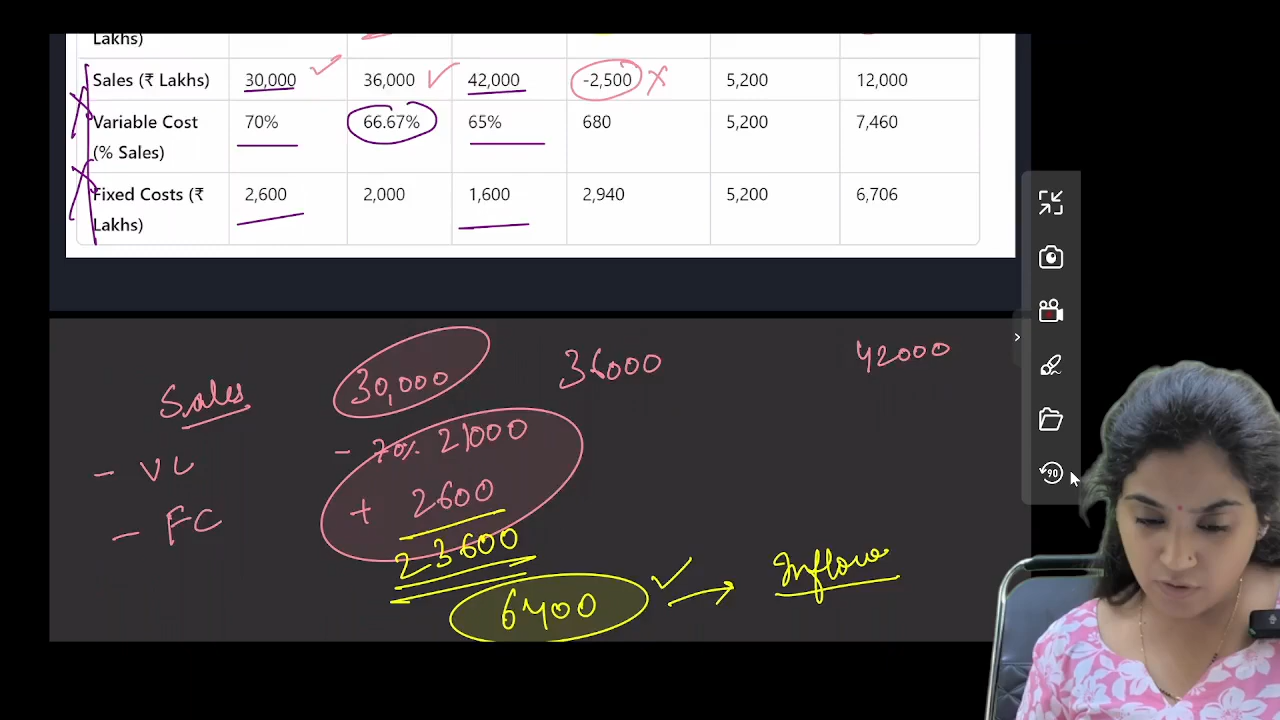 Lakhs)
Sales (₹ Lakhs) 30,000 36,000 42,000 -2,500 5,200 12,000
Variable Cost (% Sales) 70% 66.67% 65% 680 5,200 7,460
Fixed Costs (₹ Lakhs) 2,600 2,000 1,600 2,940 5,200 6,706
Sales 30,000 36000 42000
- VC - 70% 21000
- FC + 2600
23600
6400 → Inflow
90